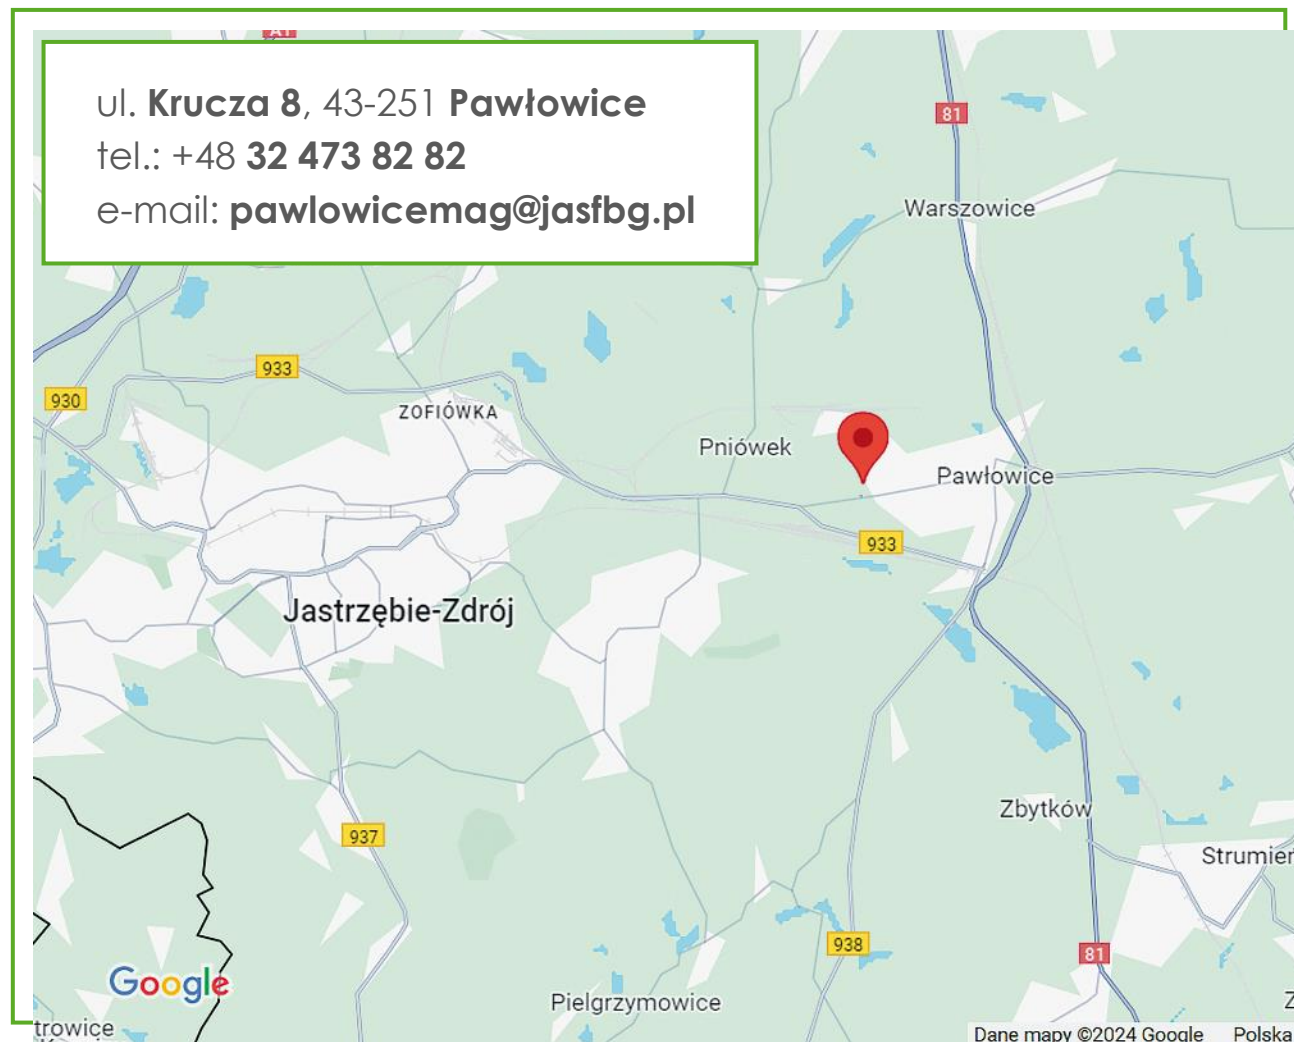 A1
ul. Krucza 8, 43-251 Pawłowice
tel.: +48 32 473 82 82
e-mail: pawlowicemag@jasfbg.pl
81
Warszowice
933
930
ZOFIÓWKA
Pniówek
Pawłowice
933
Jastrzębie-Zdrój
Zbytków
937
Strumień
938
81
Google
Pielgrzymowice
Z
trowice
Dane mapy ©2024 Google Polska